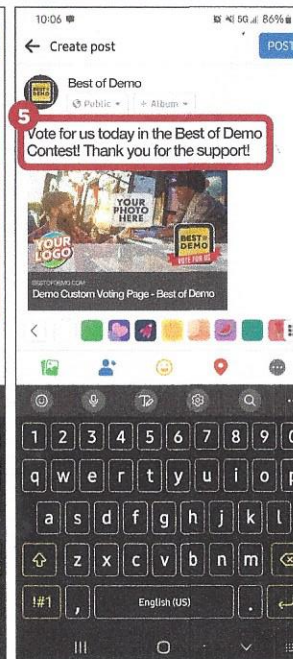 10:06
5G 86%
← Create post
POST
Best of Demo
Public
+ Album
5
Vote for us today in the Best of Demo
Contest! Thank you for the support!
YOUR
PHOTO
HERE
YOUR
LOGO
BEST OF
DEMO
VOTE FOR US
BESTOFDEMO.COM
Demo Custom Voting Page - Best of Demo
1 2 3 4 5 6 7 8 9 0
q w e r t y u i o p
a s d f g h j k l
z x c v b n m
!#1 , English (US) .